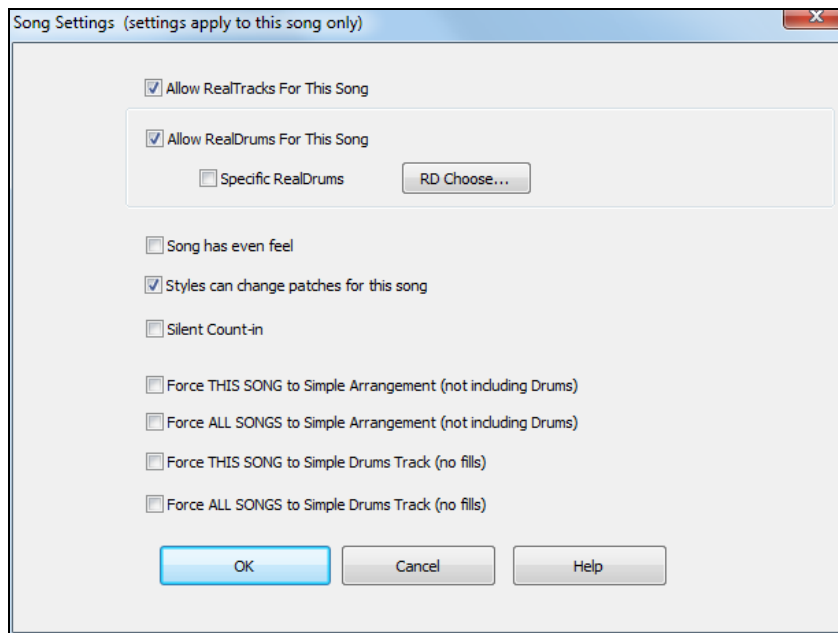 Song Settings (settings apply to this song only)
Allow RealTracks For This Song
Allow RealDrums For This Song
Specific RealDrums
RD Choose...
Song has even feel
Styles can change patches for this song
Silent Count-in
Force THIS SONG to Simple Arrangement (not including Drums)
Force ALL SONGS to Simple Arrangement (not including Drums)
Force THIS SONG to Simple Drums Track (no fills)
Force ALL SONGS to Simple Drums Track (no fills)
OK
Cancel
Help